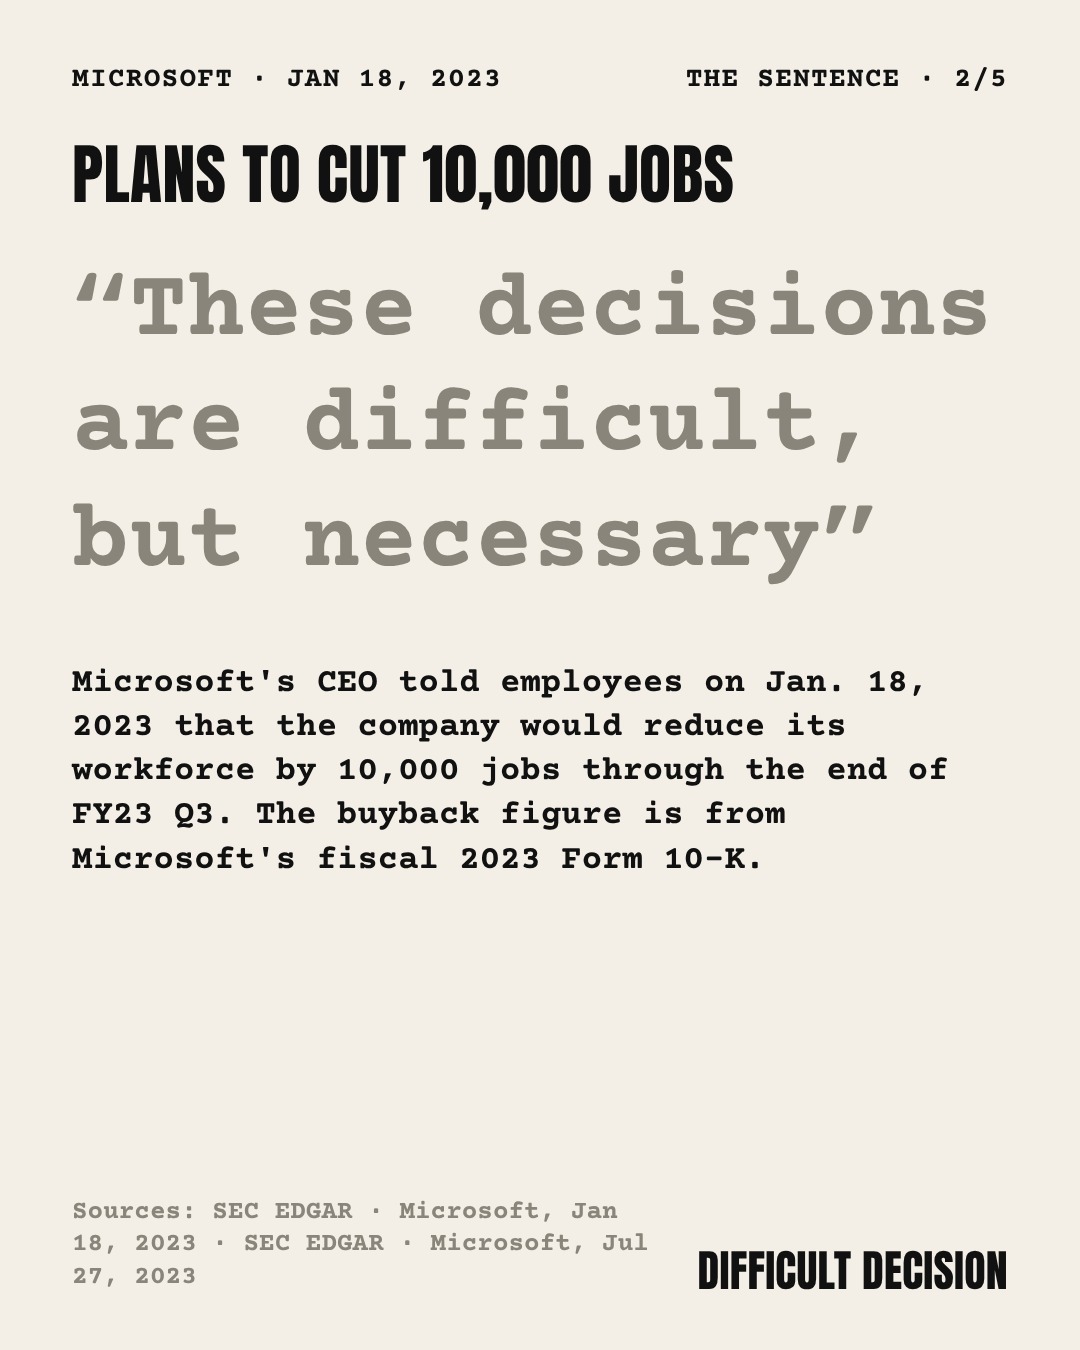 MICROSOFT · JAN 18, 2023
THE SENTENCE · 2/5
PLANS TO CUT 10,000 JOBS
“These decisions
are difficult,
but necessary”
Microsoft's CEO told employees on Jan. 18,
2023 that the company would reduce its
workforce by 10,000 jobs through the end of
FY23 Q3. The buyback figure is from
Microsoft's fiscal 2023 Form 10-K.
Sources: SEC EDGAR · Microsoft, Jan
18, 2023 · SEC EDGAR · Microsoft, Jul
27, 2023
DIFFICULT DECISION